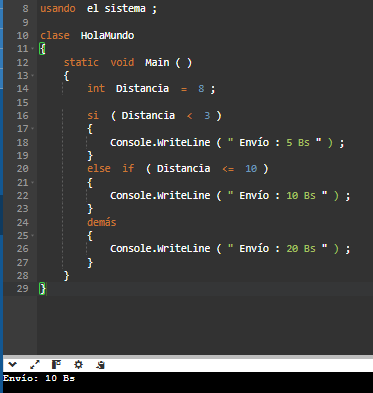 8 usando el sistema ;
9
10 clase HolaMundo
11 {
12 static void Main ( )
13 {
14 int Distancia = 8 ;
15
16 si ( Distancia < 3 )
17 {
18 Console.WriteLine ( " Envío : 5 Bs " ) ;
19 }
20 else if ( Distancia <= 10 )
21 {
22 Console.WriteLine ( " Envío : 10 Bs " ) ;
23 }
24 demás
25 {
26 Console.WriteLine ( " Envío : 20 Bs " ) ;
27 }
28 }
29 }
Envío: 10 Bs